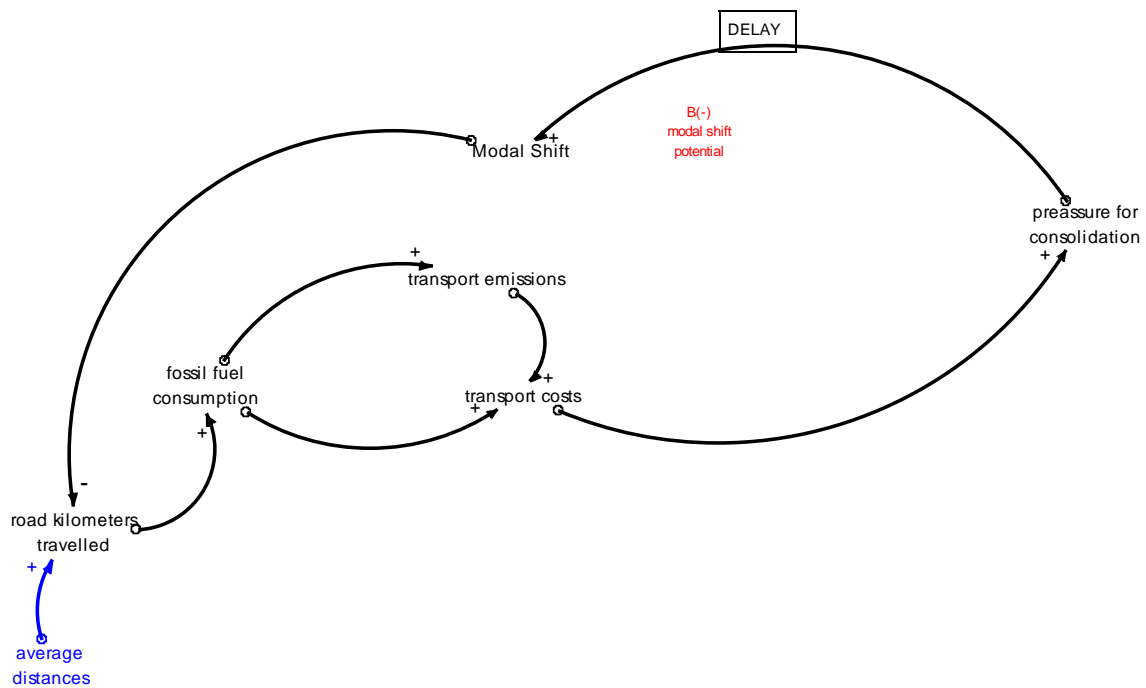 DELAY
B(-)
modal shift
potential
+
Modal Shift
preassure for
consolidation
+
+
transport emissions
fossil fuel
consumption
+
transport costs
+
+
-
road kilometers
travelled
+
average
distances